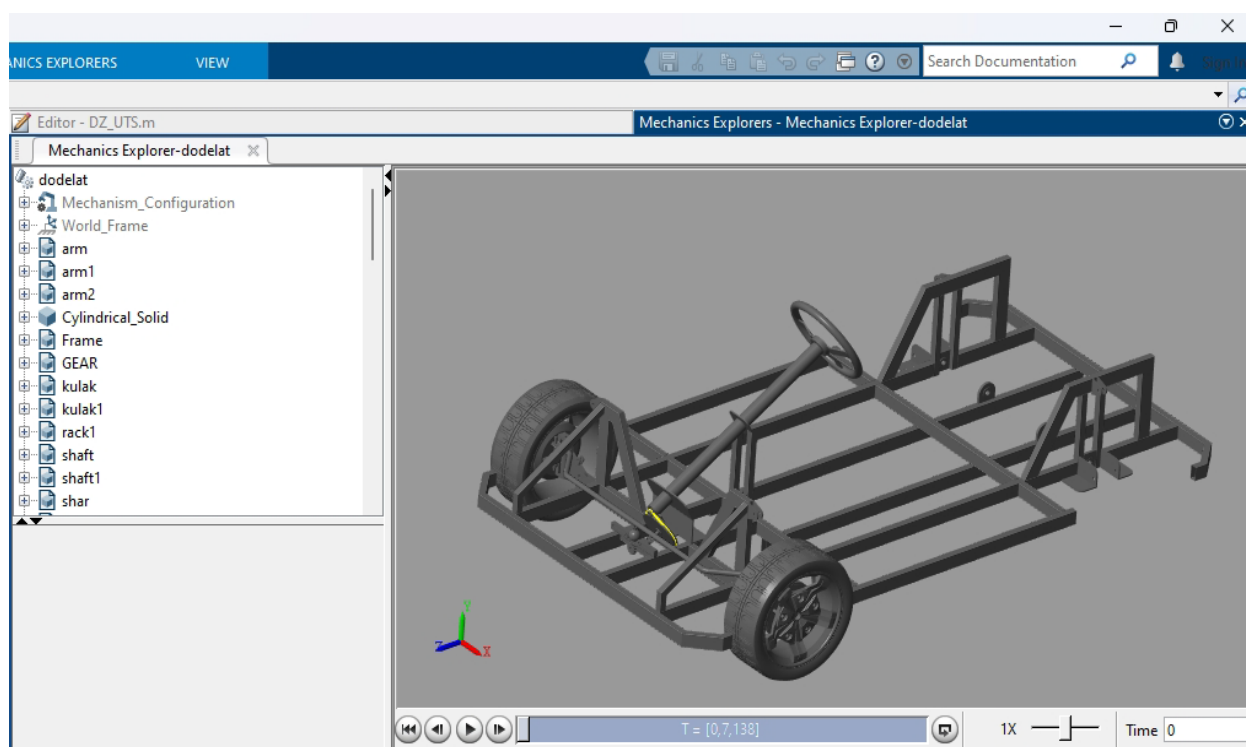 ANICS EXPLORERS VIEW
Search Documentation
Editor - DZ_UTS.m
Mechanics Explorers - Mechanics Explorer-dodelat
Mechanics Explorer-dodelat
dodelat
Mechanism_Configuration
World_Frame
arm
arm1
arm2
Cylindrical_Solid
Frame
GEAR
kulak
kulak1
rack1
shaft
shaft1
shar
Y
Z
X
T = [0,7,138]
1X
Time 0